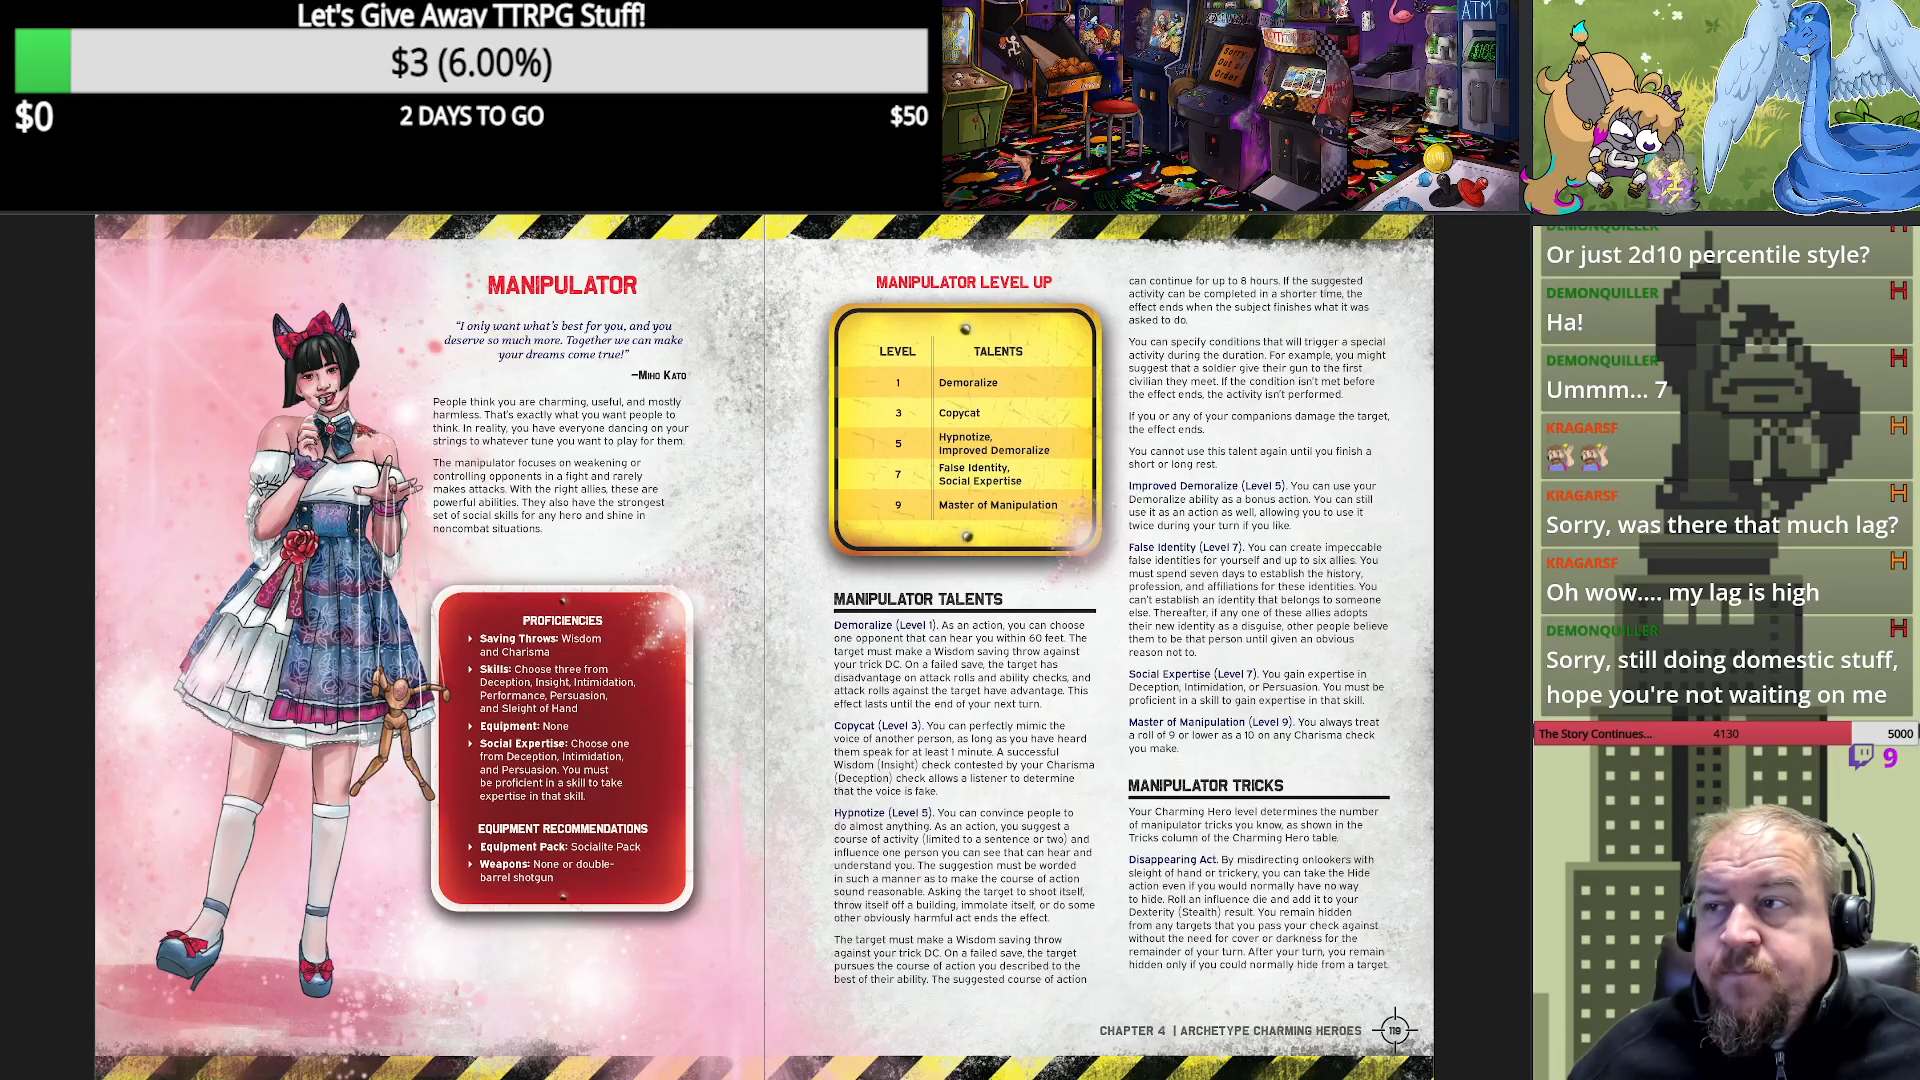 Let's Give Away TTRPG Stuff!
$3 (6.00%)
$0
2 DAYS TO GO
$50
Sorry
Out of
Order
ATM
MANIPULATOR
“I only want what’s best for you, and you
deserve so much more. Together we can make
your dreams come true!”
—Miho Kato
People think you are charming, useful, and mostly
harmless. That’s exactly what you want people to
think. In reality, you have everyone dancing on your
strings to whatever tune you want to play for them.
The manipulator focuses on weakening or
controlling opponents in a fight and rarely
makes attacks. With the right allies, these are
powerful abilities. They also have the strongest
set of social skills for any hero and shine in
noncombat situations.
PROFICIENCIES
Saving Throws: Wisdom
and Charisma
Skills: Choose three from
Deception, Insight, Intimidation,
Performance, Persuasion,
and Sleight of Hand
Equipment: None
Social Expertise: Choose one
from Deception, Intimidation,
and Persuasion. You must
be proficient in a skill to take
expertise in that skill.
EQUIPMENT RECOMMENDATIONS
Equipment Pack: Socialite Pack
Weapons: None or double-
barrel shotgun
MANIPULATOR LEVEL UP
LEVEL TALENTS
1 Demoralize
3 Copycat
5 Hypnotize,
Improved Demoralize
7 False Identity,
Social Expertise
9 Master of Manipulation
MANIPULATOR TALENTS
Demoralize (Level 1). As an action, you can choose
one opponent that can hear you within 60 feet. The
target must make a Wisdom saving throw against
your trick DC. On a failed save, the target has
disadvantage on attack rolls and ability checks, and
attack rolls against the target have advantage. This
effect lasts until the end of your next turn.
Copycat (Level 3). You can perfectly mimic the
voice of another person, as long as you have heard
them speak for at least 1 minute. A successful
Wisdom (Insight) check contested by your Charisma
(Deception) check allows a listener to determine
that the voice is fake.
Hypnotize (Level 5). You can convince people to
do almost anything. As an action, you suggest a
course of activity (limited to a sentence or two) and
influence one person you can see that can hear and
understand you. The suggestion must be worded
in such a manner as to make the course of action
sound reasonable. Asking the target to shoot itself,
throw itself off a building, immolate itself, or do some
other obviously harmful act ends the effect.
The target must make a Wisdom saving throw
against your trick DC. On a failed save, the target
pursues the course of action you described to the
best of their ability. The suggested course of action
can continue for up to 8 hours. If the suggested
activity can be completed in a shorter time, the
effect ends when the subject finishes what it was
asked to do.
You can specify conditions that will trigger a special
activity during the duration. For example, you might
suggest that a soldier give their gun to the first
civilian they meet. If the condition isn’t met before
the effect ends, the activity isn’t performed.
If you or any of your companions damage the target,
the effect ends.
You cannot use this talent again until you finish a
short or long rest.
Improved Demoralize (Level 5). You can use your
Demoralize ability as a bonus action. You can still
use it as an action as well, allowing you to use it
twice during your turn if you like.
False Identity (Level 7). You can create impeccable
false identities for yourself and up to six allies. You
must spend seven days to establish the history,
profession, and affiliations for these identities. You
can’t establish an identity that belongs to someone
else. Thereafter, if any one of these allies adopts
their new identity as a disguise, other people believe
them to be that person until given an obvious
reason not to.
Social Expertise (Level 7). You gain expertise in
Deception, Intimidation, or Persuasion. You must be
proficient in a skill to gain expertise in that skill.
Master of Manipulation (Level 9). You always treat
a roll of 9 or lower as a 10 on any Charisma check
you make.
MANIPULATOR TRICKS
Your Charming Hero level determines the number
of manipulator tricks you know, as shown in the
Tricks column of the Charming Hero table.
Disappearing Act. By misdirecting onlookers with
sleight of hand or trickery, you can take the Hide
action even if you would normally have no way
to hide. Roll an influence die and add it to your
Dexterity (Stealth) result. You remain hidden
from any targets that you pass your check against
without the need for cover or darkness for the
remainder of your turn. After your turn, you remain
hidden only if you could normally hide from a target.
CHAPTER 4 | ARCHETYPE CHARMING HEROES 119
DEMONQUILLER
Or just 2d10 percentile style?
DEMONQUILLER
Ha!
DEMONQUILLER
Ummm... 7
KRAGARSF
KRAGARSF
Sorry, was there that much lag?
KRAGARSF
Oh wow.... my lag is high
DEMONQUILLER
Sorry, still doing domestic stuff,
hope you're not waiting on me
The Story Continues... 4130 5000
9